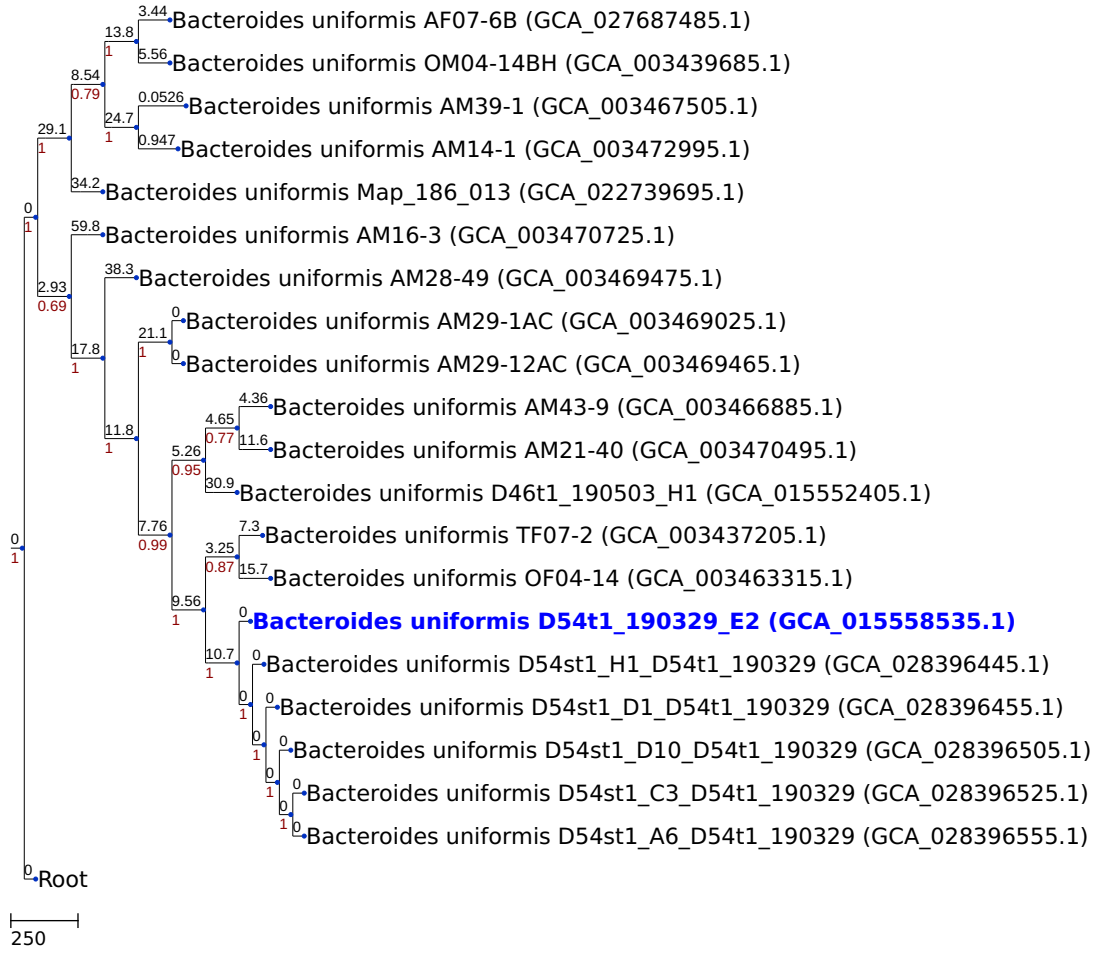 3.44 Bacteroides uniformis AF07-6B (GCA_027687485.1)
13.8
1
5.56 Bacteroides uniformis OM04-14BH (GCA_003439685.1)
8.54
0.79
0.0526 Bacteroides uniformis AM39-1 (GCA_003467505.1)
24.7
1
0.947 Bacteroides uniformis AM14-1 (GCA_003472995.1)
29.1
1
34.2 Bacteroides uniformis Map_186_013 (GCA_022739695.1)
0
1
59.8 Bacteroides uniformis AM16-3 (GCA_003470725.1)
2.93
0.69
38.3 Bacteroides uniformis AM28-49 (GCA_003469475.1)
17.8
1
0 Bacteroides uniformis AM29-1AC (GCA_003469025.1)
21.1
1
0 Bacteroides uniformis AM29-12AC (GCA_003469465.1)
11.8
1
4.36 Bacteroides uniformis AM43-9 (GCA_003466885.1)
4.65
0.77
11.6 Bacteroides uniformis AM21-40 (GCA_003470495.1)
5.26
0.95
30.9 Bacteroides uniformis D46t1_190503_H1 (GCA_015552405.1)
7.76
0.99
7.3 Bacteroides uniformis TF07-2 (GCA_003437205.1)
0
1
3.25
0.87
15.7 Bacteroides uniformis OF04-14 (GCA_003463315.1)
9.56
1
0 Bacteroides uniformis D54t1_190329_E2 (GCA_015558535.1)
10.7
1
0 Bacteroides uniformis D54st1_H1_D54t1_190329 (GCA_028396445.1)
0
1
0 Bacteroides uniformis D54st1_D1_D54t1_190329 (GCA_028396455.1)
0
1
0 Bacteroides uniformis D54st1_D10_D54t1_190329 (GCA_028396505.1)
0
1
0 Bacteroides uniformis D54st1_C3_D54t1_190329 (GCA_028396525.1)
0
1
0 Bacteroides uniformis D54st1_A6_D54t1_190329 (GCA_028396555.1)
0 Root
250